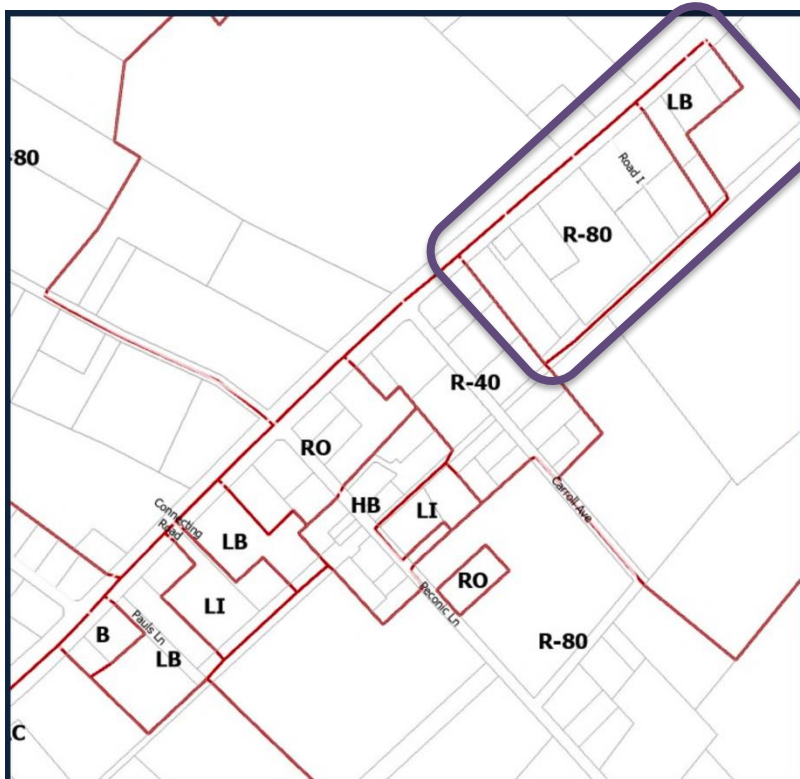 LB
-80
Road I
R-80
R-40
RO
HB
LI
Connecting
Road
LB
Carroll Ave
RO
LI
Peconic Ln
B
Pauls Ln
LB
R-80
C